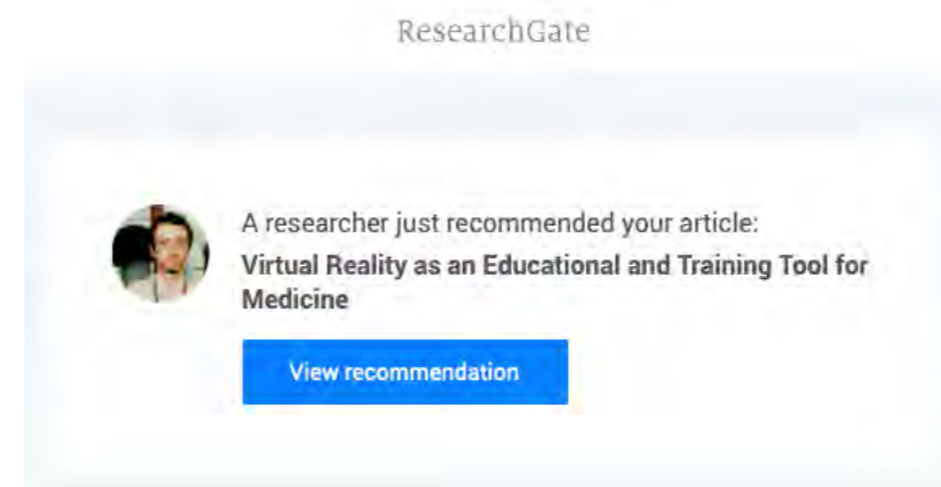 ResearchGate
A researcher just recommended your article:
Virtual Reality as an Educational and Training Tool for
Medicine
View recommendation